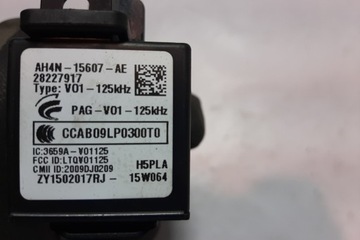 AH4N-15607-AE
28227917
Type: V01-125kHz
PAG-V01-125kHz
CCAB09LP0300T0
IC:3659A-V01125
FCC ID:LTQV01125
CMII ID:2009DJ0209
H5PLA
ZY1502017RJ- 15W064